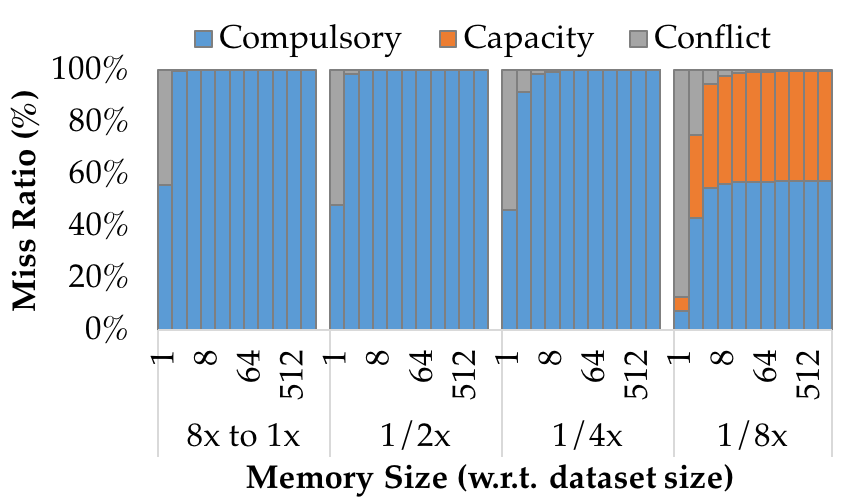 Compulsory Capacity Conflict
Miss Ratio (%)
100%
80%
60%
40%
20%
0%
1 8 64 512 1 8 64 512 1 8 64 512 1 8 64 512
8x to 1x 1/2x 1/4x 1/8x
Memory Size (w.r.t. dataset size)